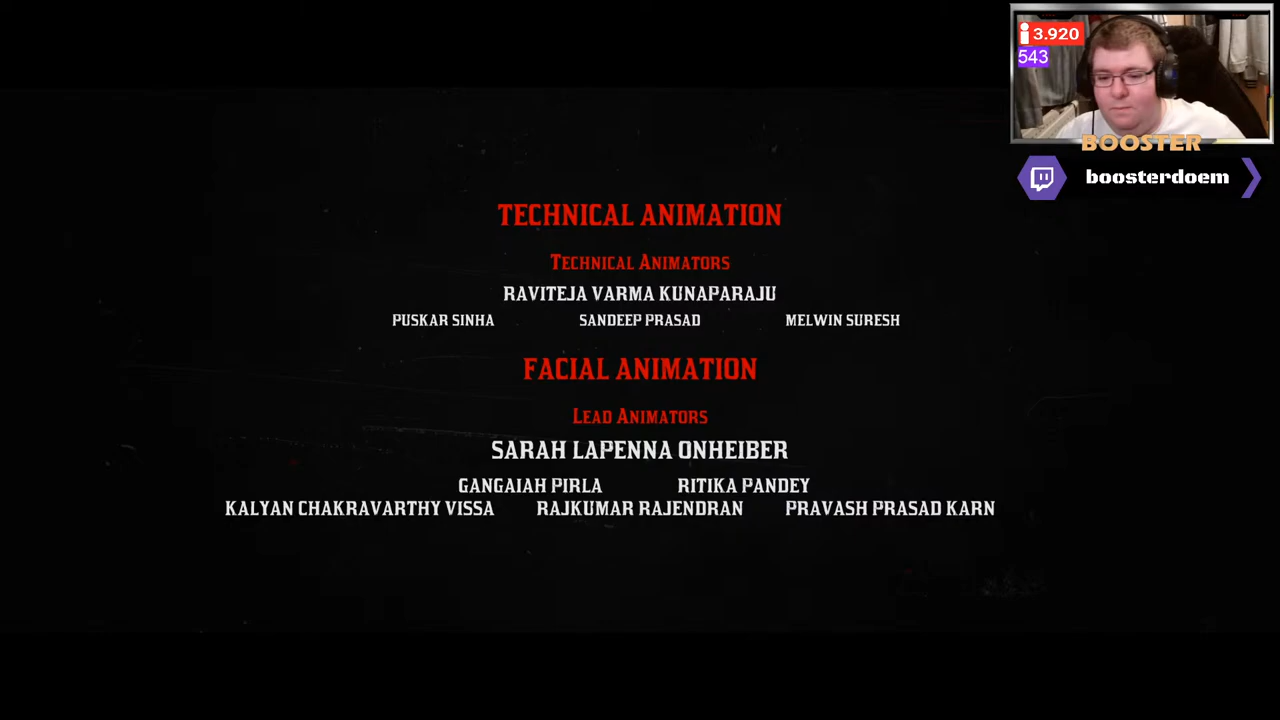 3.920
543
BOOSTER
boosterdoem
TECHNICAL ANIMATION
TECHNICAL ANIMATORS
RAVITEJA VARMA KUNAPARAJU
PUSKAR SINHA SANDEEP PRASAD MELWIN SURESH
FACIAL ANIMATION
LEAD ANIMATORS
SARAH LAPENNA ONHEIBER
GANGAIAH PIRLA RITIKA PANDEY
KALYAN CHAKRAVARTHY VISSA RAJKUMAR RAJENDRAN PRAVASH PRASAD KARN